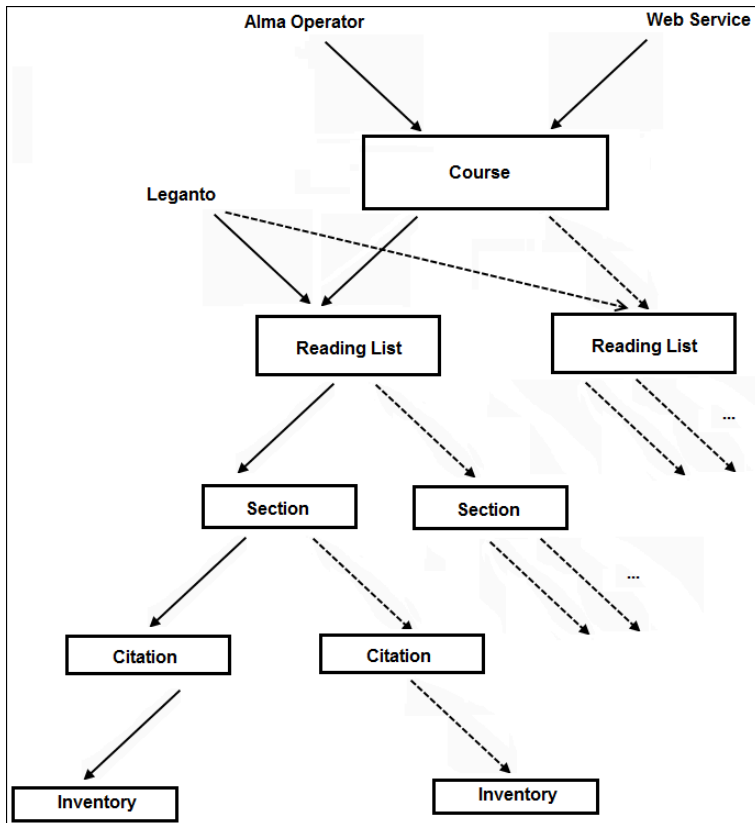 Alma Operator
Web Service
Course
Leganto
Reading List
Reading List
...
Section
Section
...
Citation
Citation
Inventory
Inventory